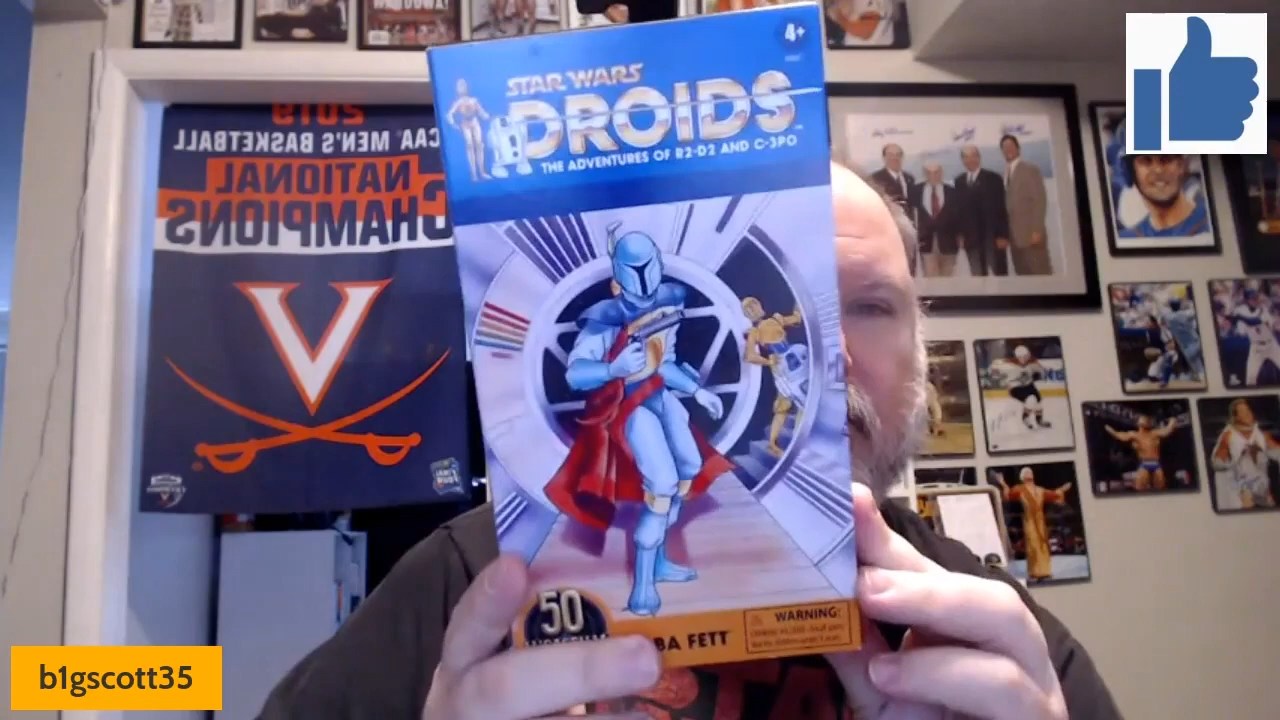 4+
STAR WARS
DROIDS
THE ADVENTURES OF R2-D2 AND C-3PO
2019
CAA MEN'S BASKETBALL
NATIONAL
CHAMPIONS
V
50
BA FETT
WARNING:
b1gscott35